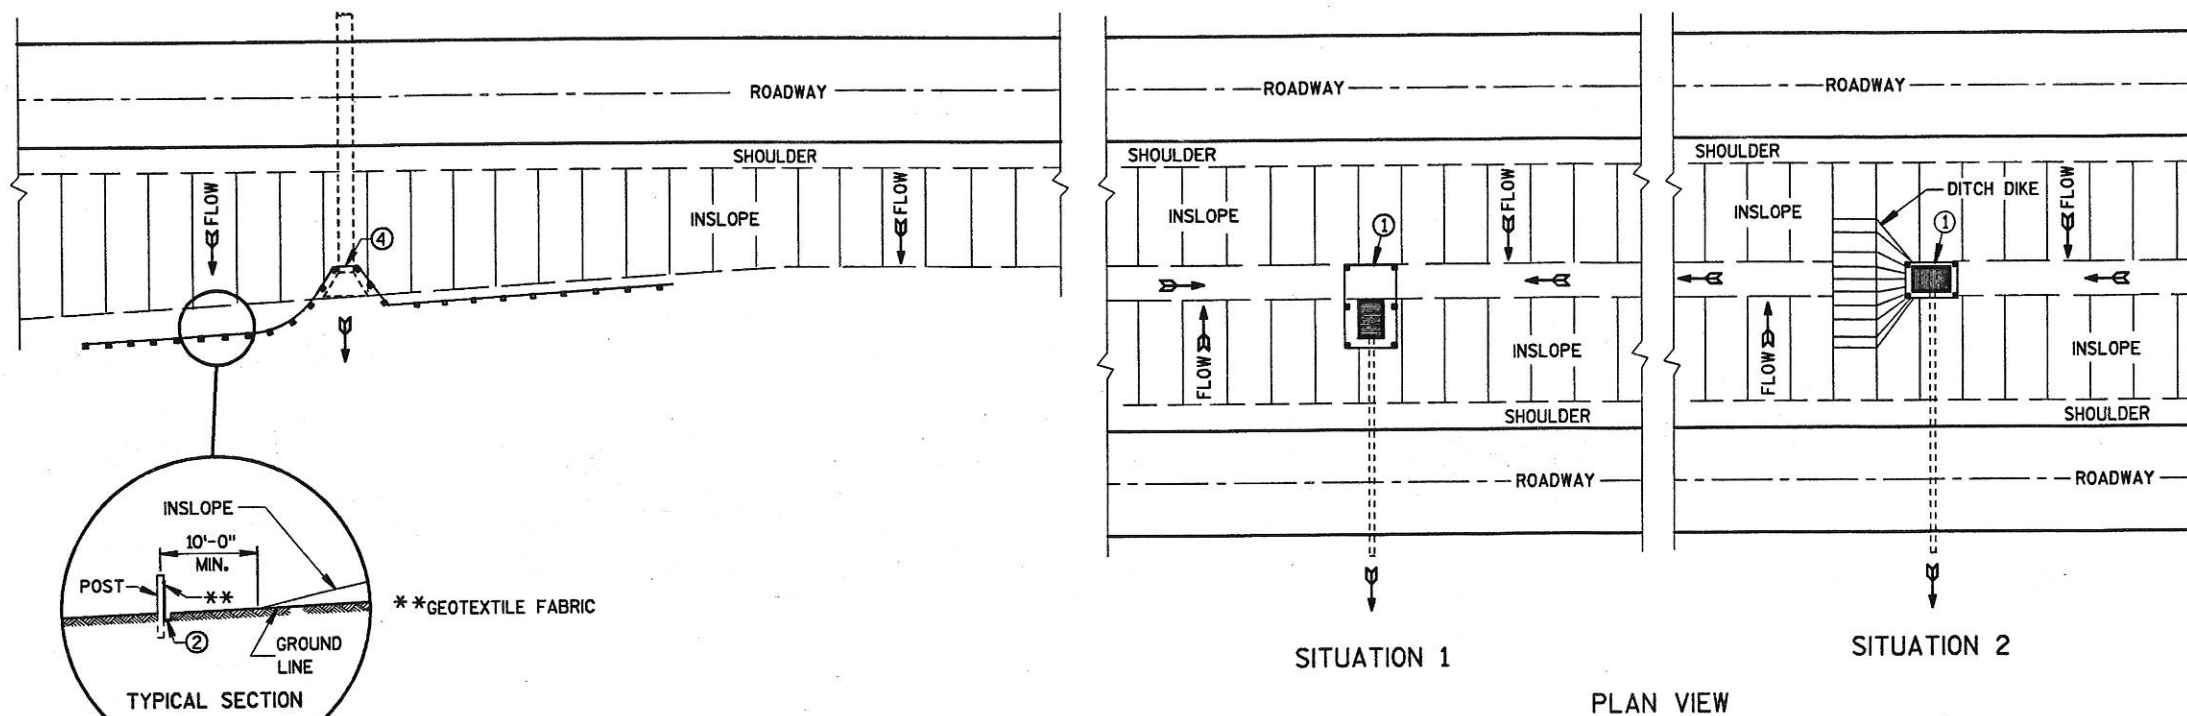 ROADWAY
SHOULDER
FLOW
INSLOPE
FLOW
④
INSLOPE
10'-0"
MIN.
POST
**
②
GROUND
LINE
TYPICAL SECTION
**GEOTEXTILE FABRIC
ROADWAY
SHOULDER
INSLOPE
①
FLOW
FLOW
INSLOPE
SHOULDER
ROADWAY
SITUATION 1
ROADWAY
SHOULDER
DITCH DIKE
INSLOPE
①
FLOW
FLOW
INSLOPE
SHOULDER
ROADWAY
SITUATION 2
PLAN VIEW